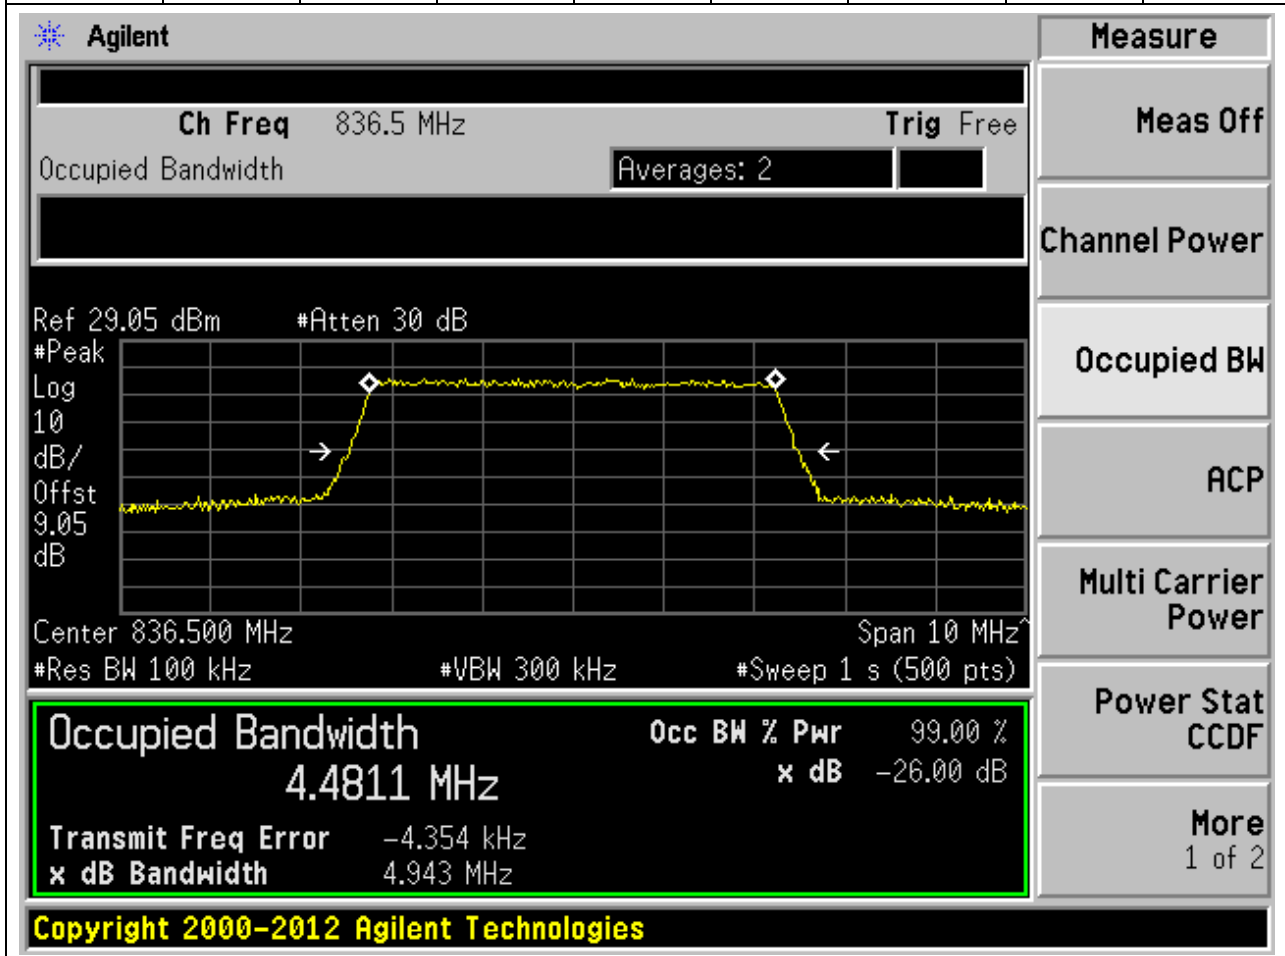 Agilent
Measure
Ch Freq 836.5 MHz Trig Free
Meas Off
Occupied Bandwidth Averages: 2
Channel Power
Ref 29.05 dBm #Atten 30 dB
#Peak
Log
10
dB/
Offst
9.05
dB
Occupied BW
ACP
Center 836.500 MHz Span 10 MHz^
#Res BW 100 kHz #VBW 300 kHz #Sweep 1 s (500 pts)
Multi Carrier
Power
Occupied Bandwidth Occ BW % Pwr 99.00 %
4.4811 MHz x dB -26.00 dB
Transmit Freq Error -4.354 kHz
x dB Bandwidth 4.943 MHz
Power Stat
CCDF
More
1 of 2
Copyright 2000-2012 Agilent Technologies